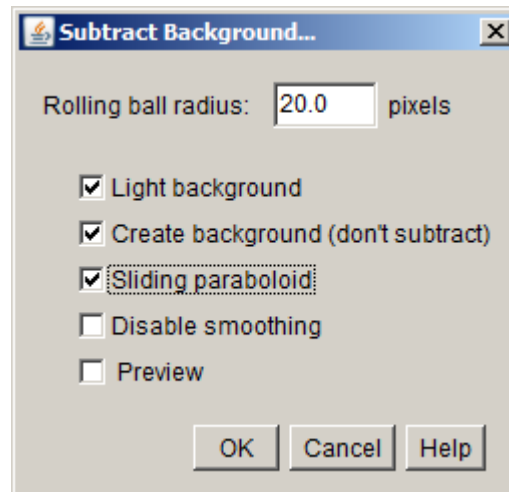 Subtract Background...
Rolling ball radius: 20.0 pixels
Light background
Create background (don't subtract)
Sliding paraboloid
Disable smoothing
Preview
OK Cancel Help